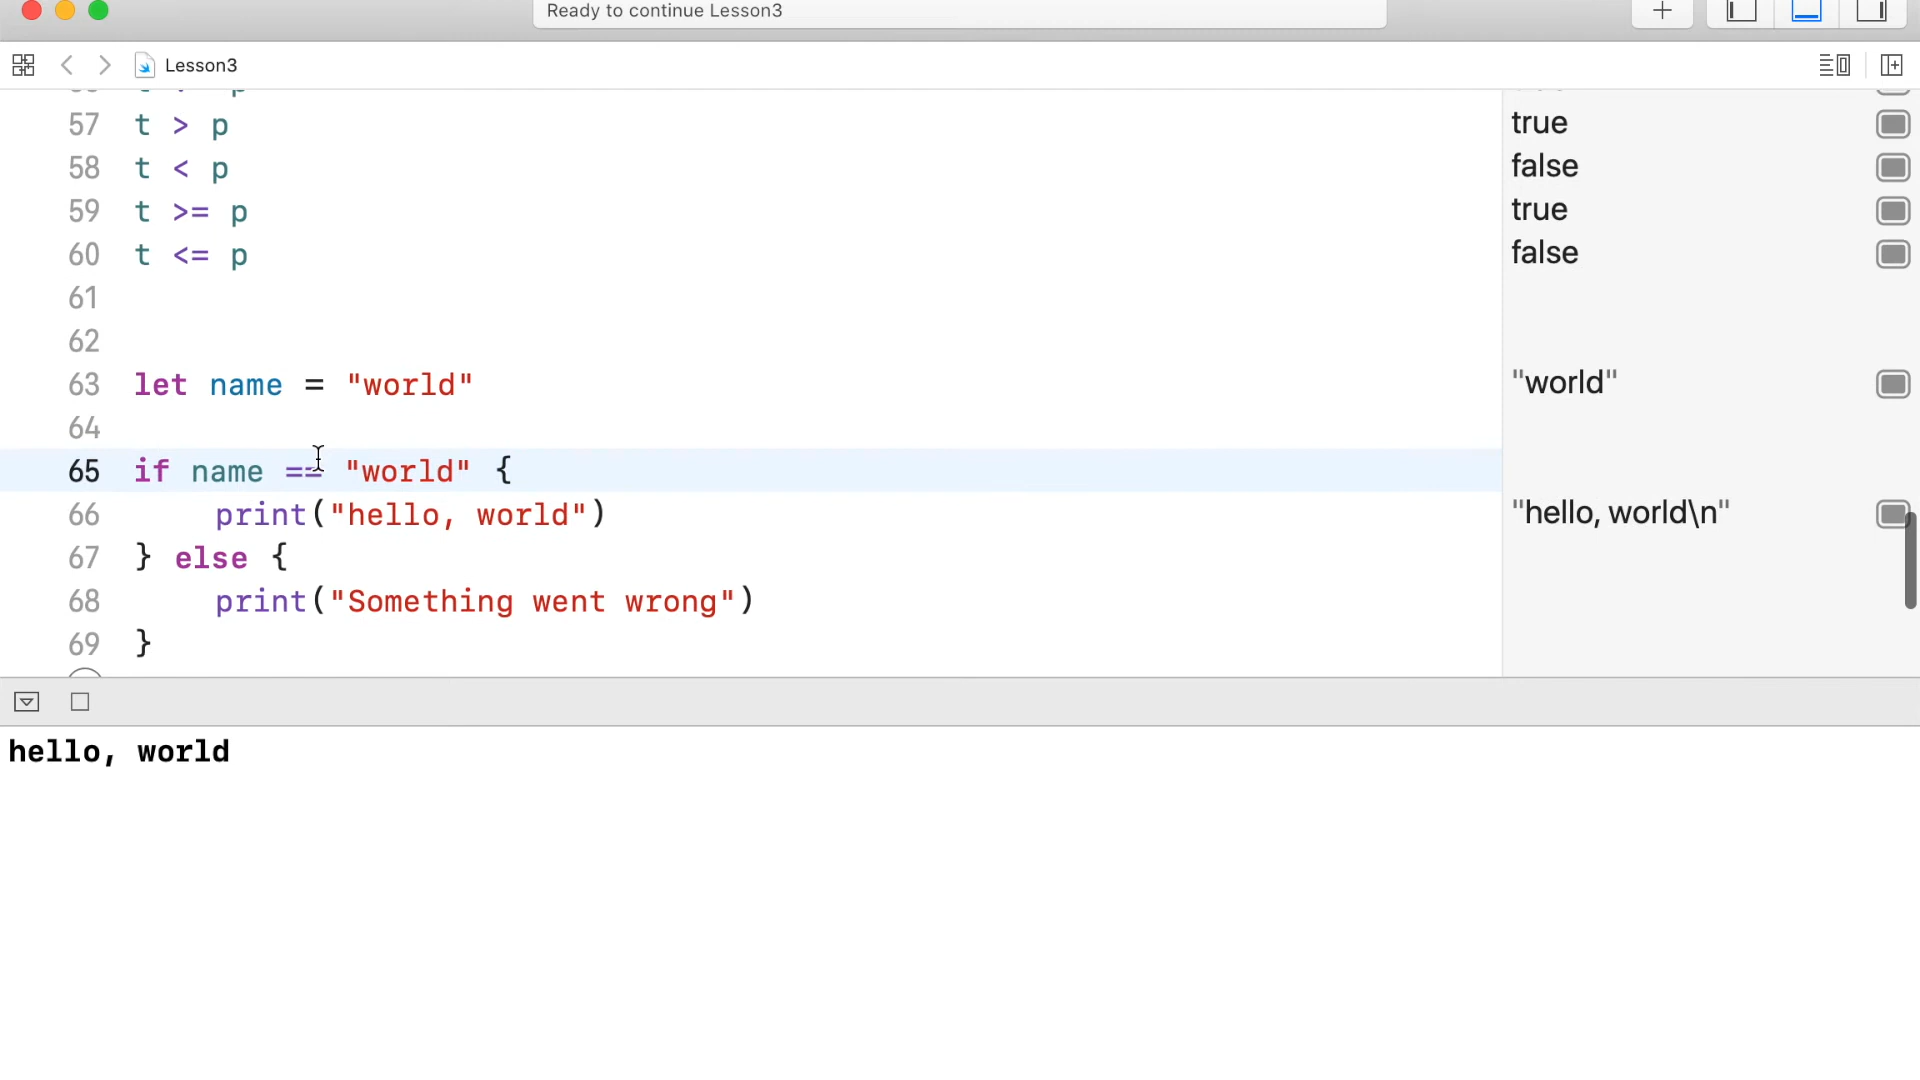 Ready to continue Lesson3
Lesson3
57 t > p true
58 t < p false
59 t >= p true
60 t <= p false
61
62
63 let name = "world" "world"
64
65 if name == "world" {
66 print("hello, world") "hello, world\n"
67 } else {
68 print("Something went wrong")
69 }
hello, world